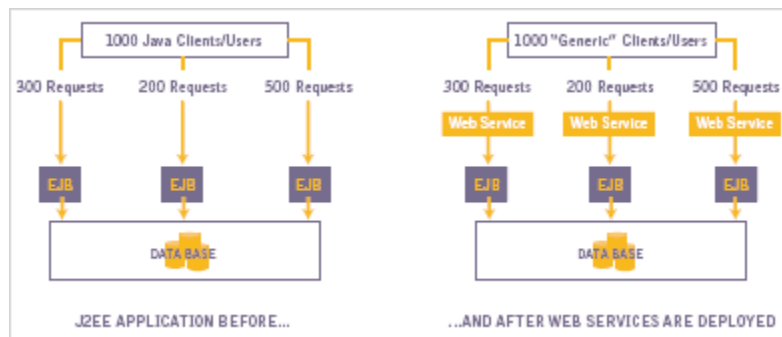 1000 Java Clients/Users
300 Requests 200 Requests 500 Requests
EJB EJB EJB
DATA BASE
J2EE APPLICATION BEFORE...
1000 "Generic" Clients/Users
300 Requests 200 Requests 500 Requests
Web Service Web Service Web Service
EJB EJB EJB
DATA BASE
...AND AFTER WEB SERVICES ARE DEPLOYED